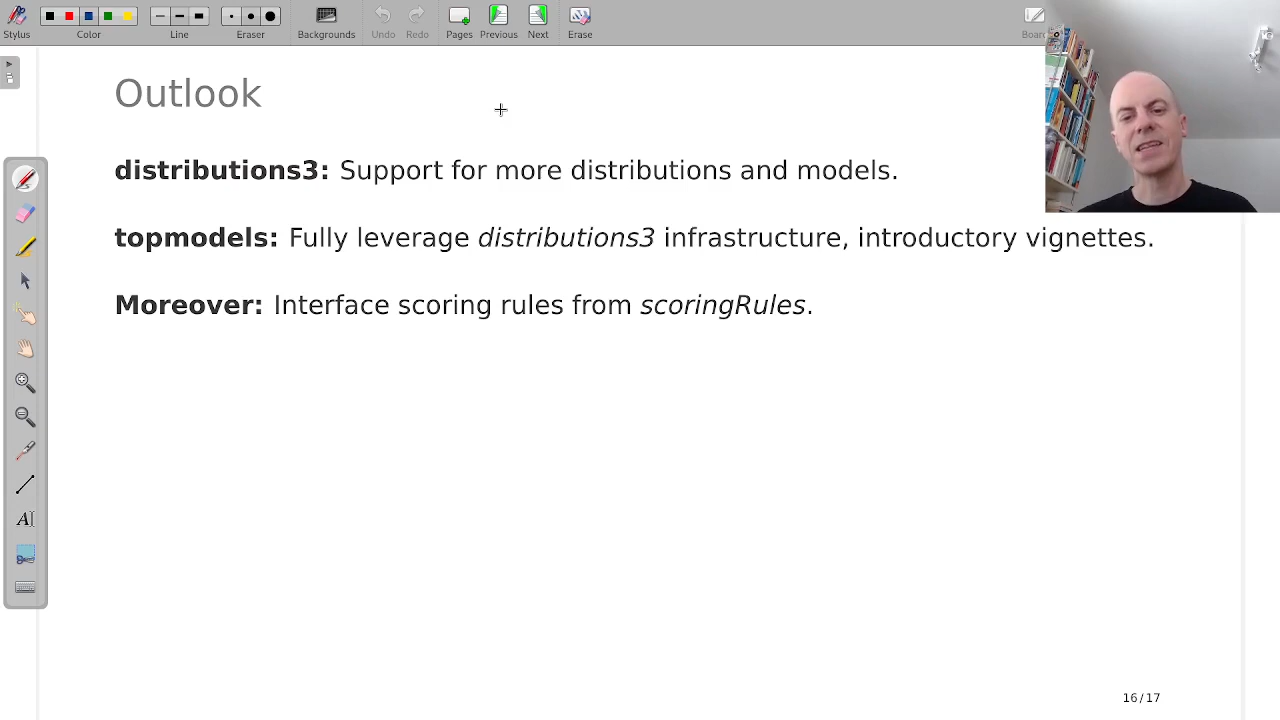 Stylus
Color
Line
Eraser
Backgrounds
Undo
Redo
Pages
Previous
Next
Erase
Outlook
distributions3: Support for more distributions and models.
topmodels: Fully leverage distributions3 infrastructure, introductory vignettes.
Moreover: Interface scoring rules from scoringRules.
16/17